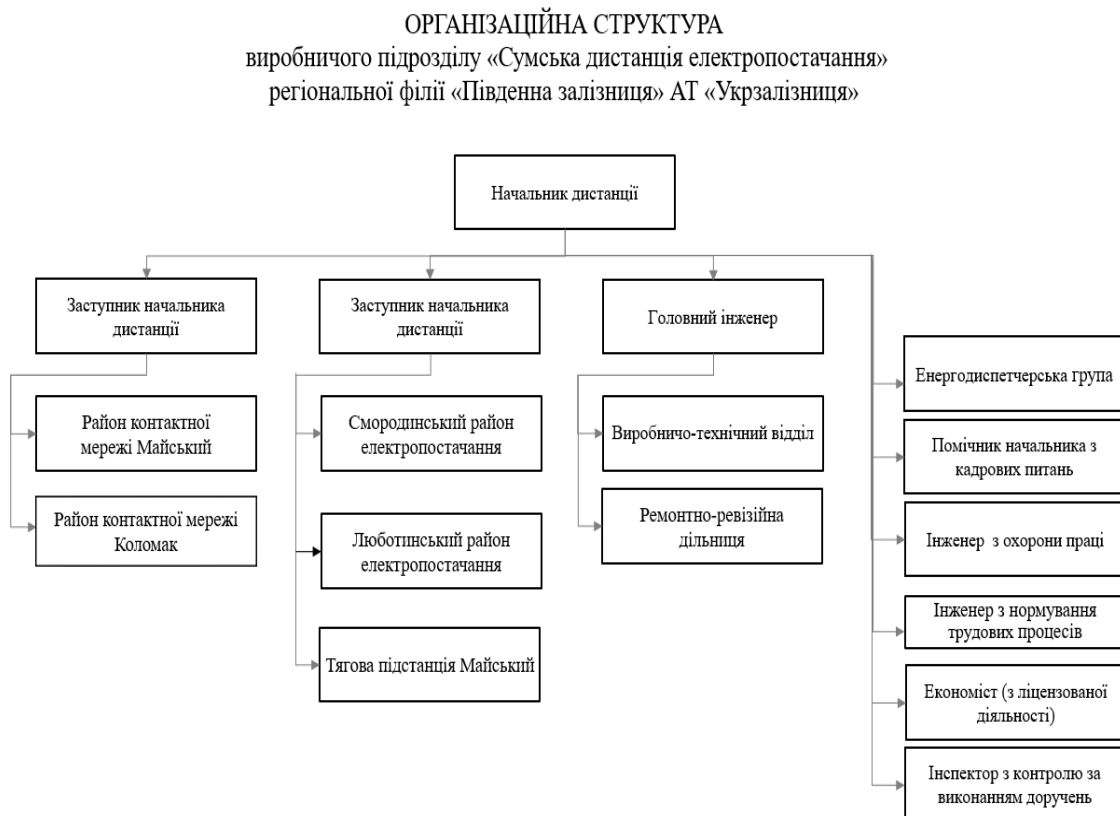 ОРГАНІЗАЦІЙНА СТРУКТУРА
виробничого підрозділу «Сумська дистанція електропостачання»
регіональної філії «Південна залізниця» АТ «Укрзалізниця»
Начальник дистанції
Заступник начальника
дистанції
Район контактної
мережі Майський
Район контактної мережі
Коломак
Заступник начальника
дистанції
Смородинський район
електропостачання
Люботинський район
електропостачання
Тягова підстанція Майський
Головний інженер
Виробничо-технічний відділ
Ремонтно-ревізійна
дільниця
Енергодиспетчерська група
Помічник начальника з
кадрових питань
Інженер з охорони праці
Інженер з нормування
трудових процесів
Економіст (з ліцензованої
діяльності)
Інспектор з контролю за
виконанням доручень